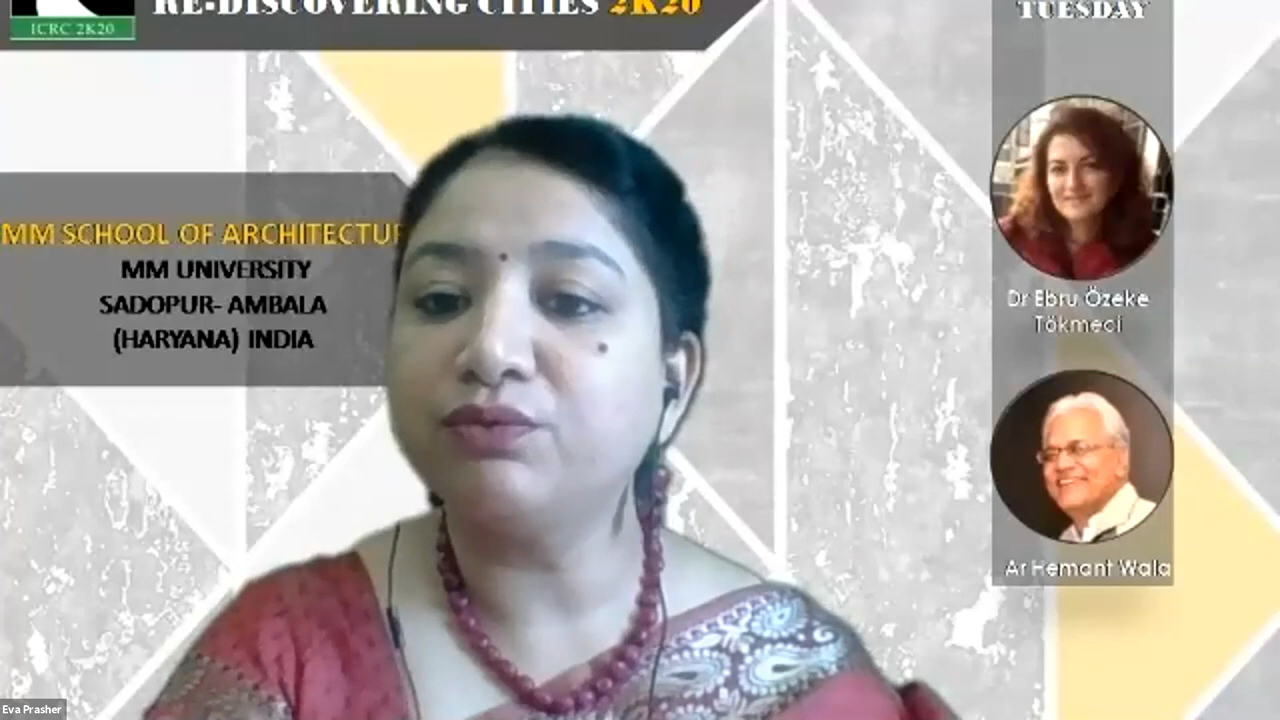 RE-DISCOVERING CITIES 2K20
ICRC 2K20
TUESDAY
MM SCHOOL OF ARCHITECTUR
MM UNIVERSITY
SADOPUR- AMBALA
(HARYANA) INDIA
Dr Ebru Özeke
Tökmeci
Ar Hemant Wala
Eva Prasher